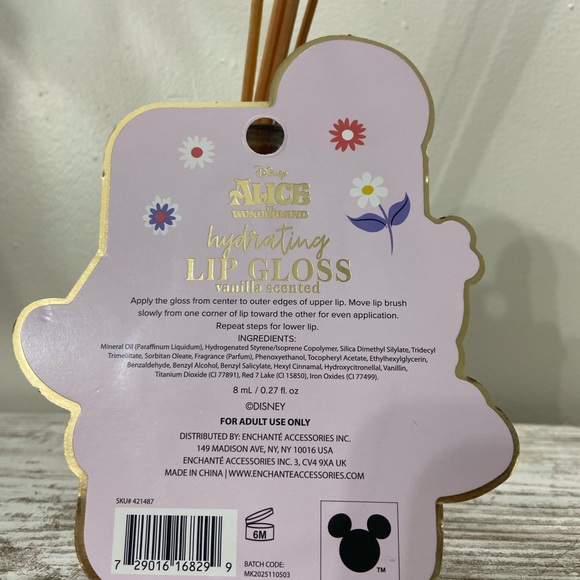 Disney
ALICE
IN
WONDERLAND
hydrating
LIP GLOSS
vanilla scented
Apply the gloss from center to outer edges of upper lip. Move lip brush
slowly from one corner of lip toward the other for even application.
Repeat steps for lower lip.
INGREDIENTS:
Mineral Oil (Paraffinum Liquidum), Hydrogenated Styrene/Isoprene Copolymer, Silica Dimethyl Silylate, Tridecyl
Trimellitate, Sorbitan Oleate, Fragrance (Parfum), Phenoxyethanol, Tocopheryl Acetate, Ethylhexylglycerin,
Benzaldehyde, Benzyl Alcohol, Benzyl Salicylate, Hexyl Cinnamal, Hydroxycitronellal, Vanillin,
Titanium Dioxide (CI 77891), Red 7 Lake (CI 15850), Iron Oxides (CI 77499).
8 mL / 0.27 fl. oz
©DISNEY
FOR ADULT USE ONLY
DISTRIBUTED BY: ENCHANTÉ ACCESSORIES INC.
149 MADISON AVE, NY, NY 10016 USA
ENCHANTÉ ACCESSORIES INC. 3, CV4 9XA UK
MADE IN CHINA | WWW.ENCHANTEACCESSORIES.COM
SKU# 421487
7 29016 16829 9
6M
BATCH CODE:
MK2025110503
TM